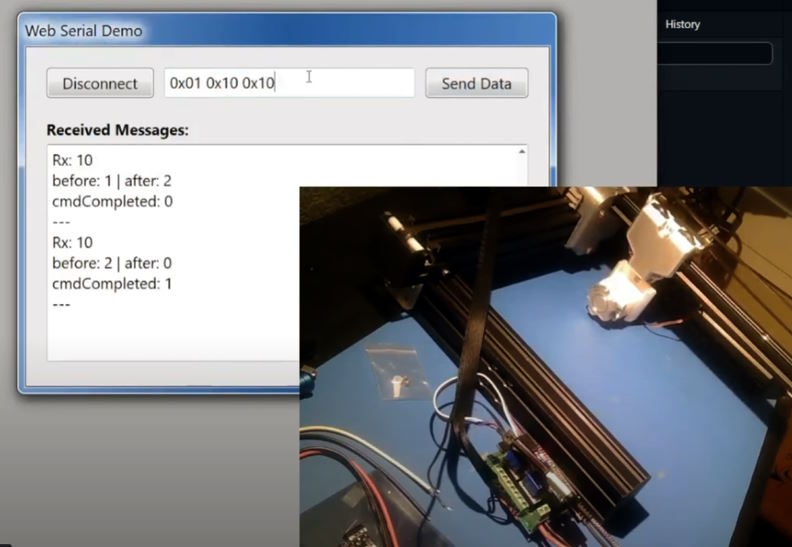 Web Serial Demo
History
Disconnect
0x01 0x10 0x10
Send Data
Received Messages:
Rx: 10
before: 1 | after: 2
cmdCompleted: 0
---
Rx: 10
before: 2 | after: 0
cmdCompleted: 1
---